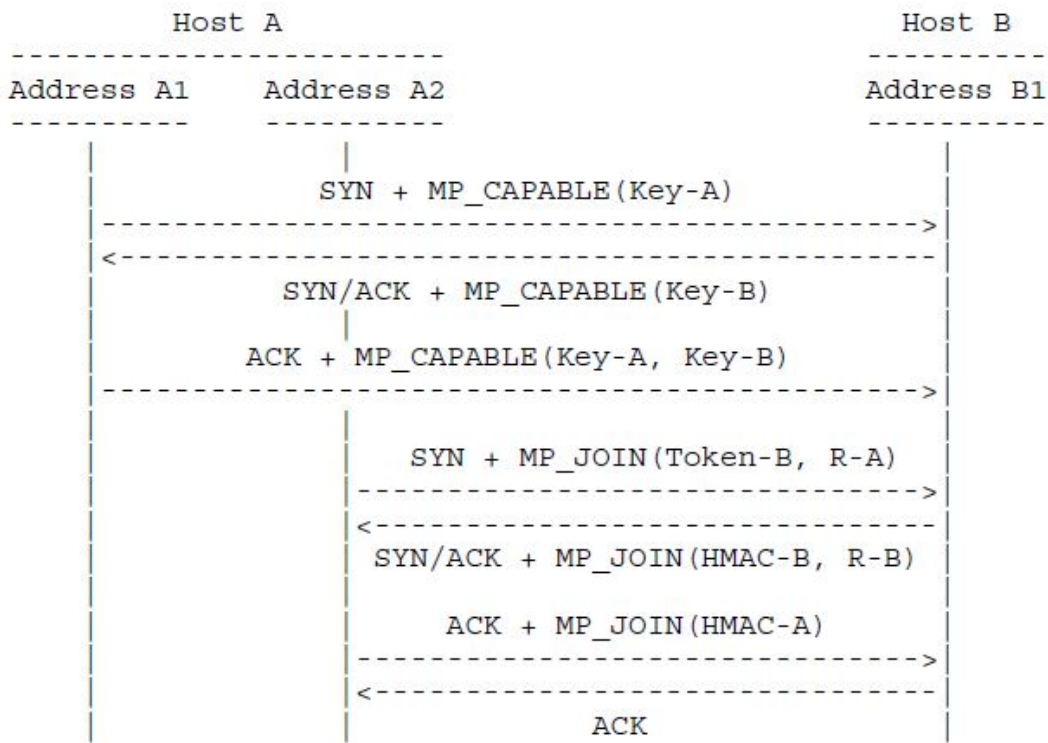 Host A Host B
Address A1 Address A2 Address B1
SYN + MP_CAPABLE(Key-A)
SYN/ACK + MP_CAPABLE(Key-B)
ACK + MP_CAPABLE(Key-A, Key-B)
SYN + MP_JOIN(Token-B, R-A)
SYN/ACK + MP_JOIN(HMAC-B, R-B)
ACK + MP_JOIN(HMAC-A)
ACK